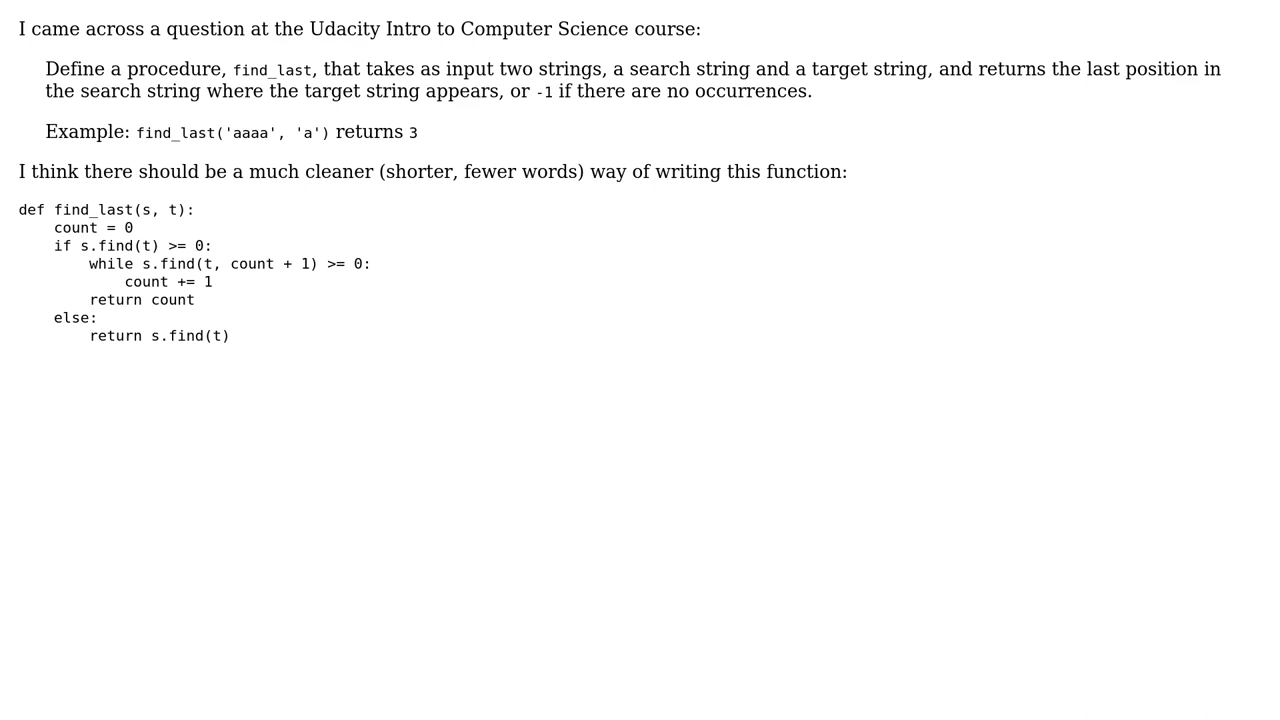 I came across a question at the Udacity Intro to Computer Science course:
Define a procedure, find_last, that takes as input two strings, a search string and a target string, and returns the last position in
the search string where the target string appears, or -1 if there are no occurrences.
Example: find_last('aaaa', 'a') returns 3
I think there should be a much cleaner (shorter, fewer words) way of writing this function:
def find_last(s, t):
    count = 0
    if s.find(t) >= 0:
        while s.find(t, count + 1) >= 0:
            count += 1
        return count
    else:
        return s.find(t)